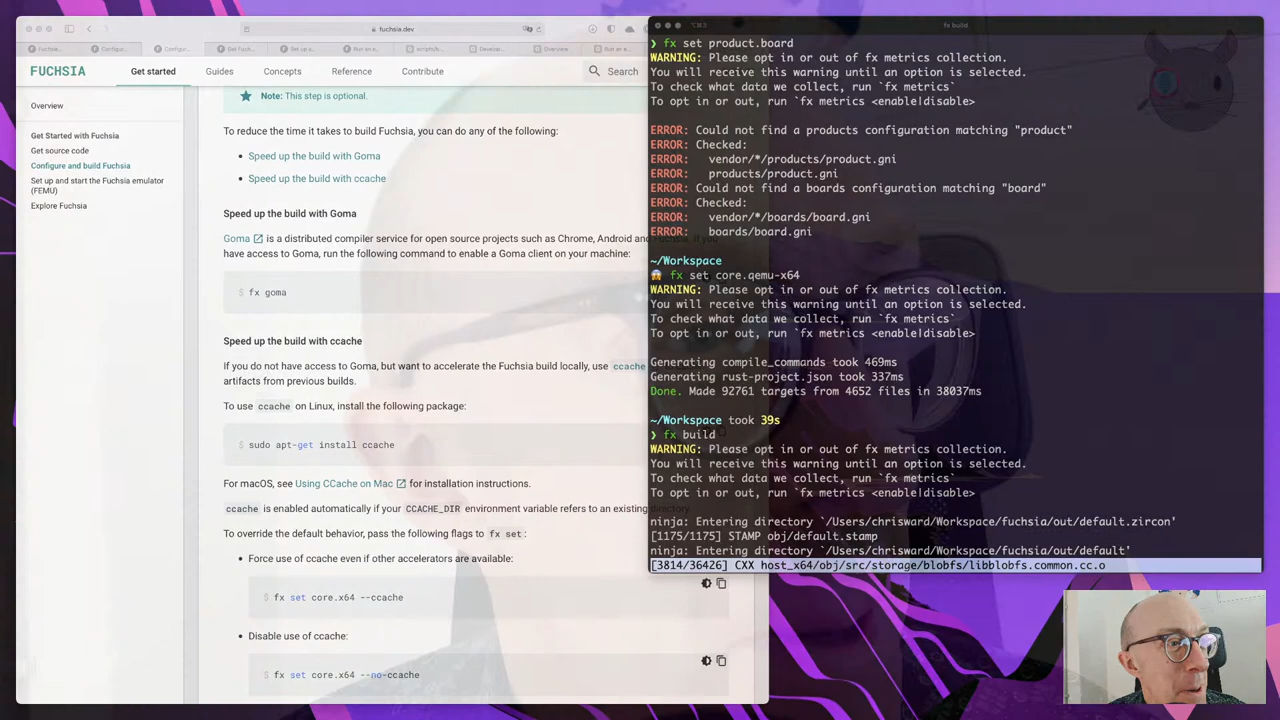 fuchsia.dev
Fuchsia...
Configur...
Configur...
Get Fuch...
Set up a...
Run an e...
scripts/s...
Develop...
Overview
Run an e...
FUCHSIA
Get started
Guides
Concepts
Reference
Contribute
Search
Overview
Get Started with Fuchsia
Get source code
Configure and build Fuchsia
Set up and start the Fuchsia emulator
(FEMU)
Explore Fuchsia
Note: This step is optional.
To reduce the time it takes to build Fuchsia, you can do any of the following:
• Speed up the build with Goma
• Speed up the build with ccache
Speed up the build with Goma
Goma is a distributed compiler service for open source projects such as Chrome, Android and Fuchsia. If you
have access to Goma, run the following command to enable a Goma client on your machine:
$ fx goma
Speed up the build with ccache
If you do not have access to Goma, but want to accelerate the Fuchsia build locally, use ccache
artifacts from previous builds.
To use ccache on Linux, install the following package:
$ sudo apt-get install ccache
For macOS, see Using CCache on Mac for installation instructions.
ccache is enabled automatically if your CCACHE_DIR environment variable refers to an existing directory.
To override the default behavior, pass the following flags to fx set:
• Force use of ccache even if other accelerators are available:
$ fx set core.x64 --ccache
• Disable use of ccache:
$ fx set core.x64 --no-ccache
fx build
❯ fx set product.board
WARNING: Please opt in or out of fx metrics collection.
You will receive this warning until an option is selected.
To check what data we collect, run `fx metrics`
To opt in or out, run `fx metrics <enable|disable>
ERROR: Could not find a products configuration matching "product"
ERROR: Checked:
ERROR: vendor/*/products/product.gni
ERROR: products/product.gni
ERROR: Could not find a boards configuration matching "board"
ERROR: Checked:
ERROR: vendor/*/boards/board.gni
ERROR: boards/board.gni
~/Workspace
😱 fx set core.qemu-x64
WARNING: Please opt in or out of fx metrics collection.
You will receive this warning until an option is selected.
To check what data we collect, run `fx metrics`
To opt in or out, run `fx metrics <enable|disable>
Generating compile_commands took 469ms
Generating rust-project.json took 337ms
Done. Made 92761 targets from 4652 files in 38037ms
~/Workspace took 39s
❯ fx build
WARNING: Please opt in or out of fx metrics collection.
You will receive this warning until an option is selected.
To check what data we collect, run `fx metrics`
To opt in or out, run `fx metrics <enable|disable>
ninja: Entering directory `/Users/chrisward/Workspace/fuchsia/out/default.zircon'
[1175/1175] STAMP obj/default.stamp
ninja: Entering directory `/Users/chrisward/Workspace/fuchsia/out/default'
[3814/36426] CXX host_x64/obj/src/storage/blobfs/libblobfs.common.cc.o